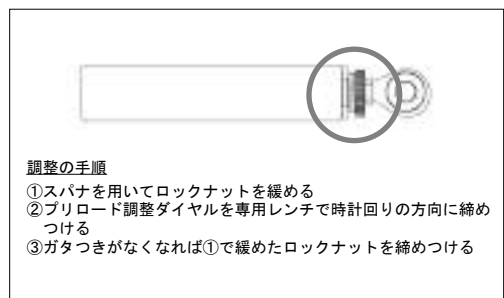 調整の手順
①スパナを用いてロックナットを緩める
②プリロード調整ダイヤルを専用レンチで時計回りの方向に締め
つける
③ガタつきがなくなれば①で緩めたロックナットを締めつける